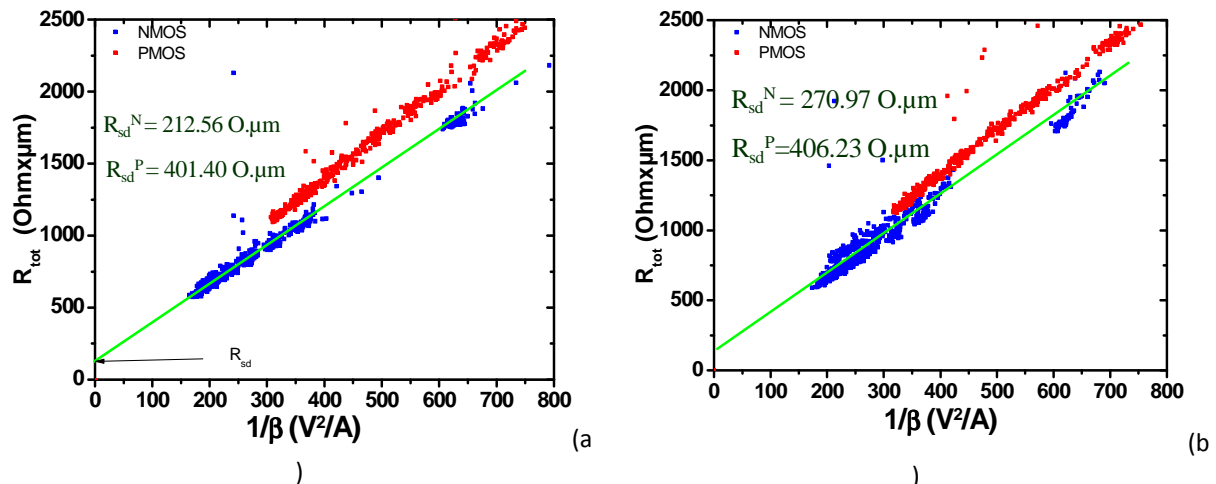 2500
NMOS
PMOS
2000
R_sd^N = 212.56 O.µm
1500
R_sd^P = 401.40 O.µm
R_tot (Ohmxµm)
1000
500
R_sd
0
0 100 200 300 400 500 600 700 800
1/β (V²/A)
(a
)
2500
NMOS
PMOS
2000
R_sd^N = 270.97 O.µm
1500
R_sd^P =406.23 O.µm
R_tot (Ohmxµm)
1000
500
0
0 100 200 300 400 500 600 700 800
1/β (V²/A)
(b
)